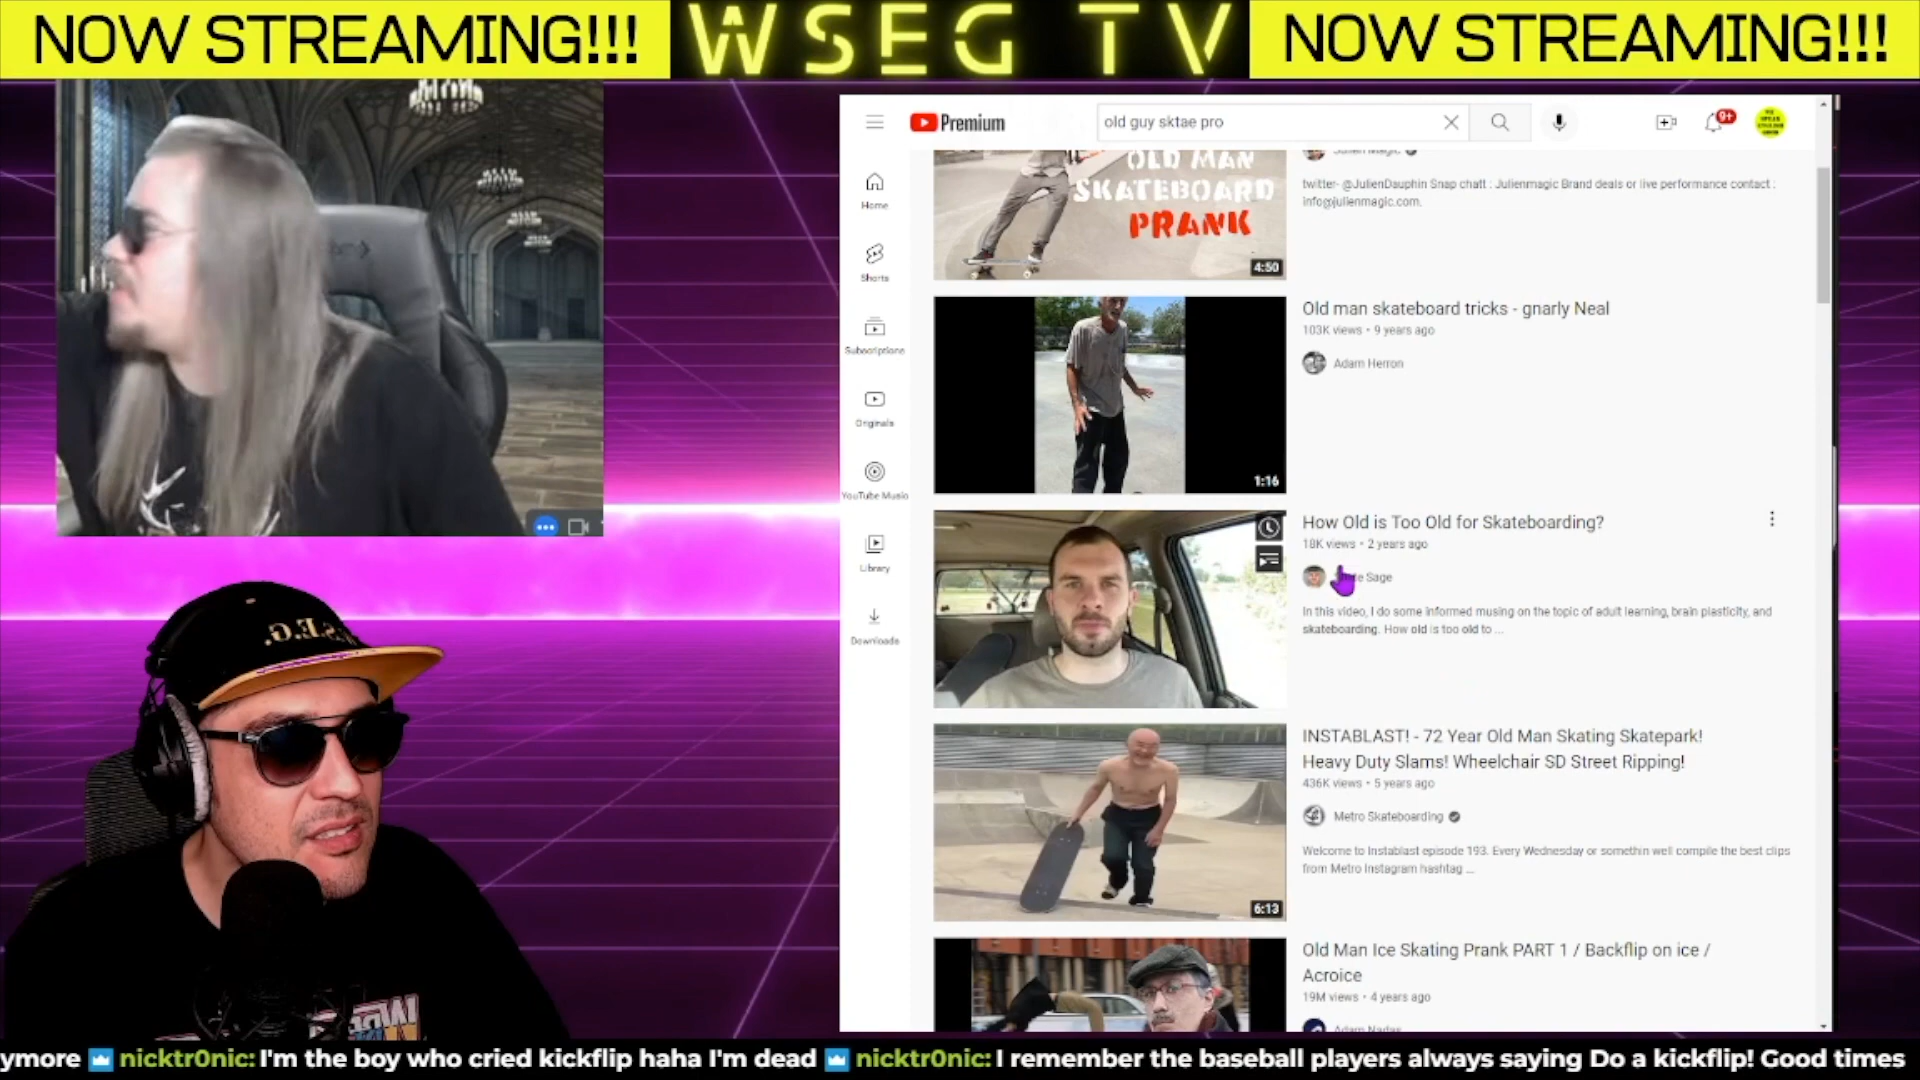 NOW STREAMING!!!
WSEG TV
NOW STREAMING!!!
Premium
old guy sktae pro
9+
Home
Shorts
Subscriptions
Originals
YouTube Music
Library
Downloads
OLD MAN
SKATEBOARD
PRANK
4:50
Julien Magic
twitter- @JulienDauphin Snap chatt : Julienmagic Brand deals or live performance contact :
info@julienmagic.com.
Old man skateboard tricks - gnarly Neal
103K views • 9 years ago
Adam Herron
1:16
How Old is Too Old for Skateboarding?
18K views • 2 years ago
Sage
In this video, I do some informed musing on the topic of adult learning, brain plasticity, and
skateboarding. How old is too old to ...
INSTABLAST! - 72 Year Old Man Skating Skatepark!
Heavy Duty Slams! Wheelchair SD Street Ripping!
436K views • 5 years ago
Metro Skateboarding
Welcome to Instablast episode 193. Every Wednesday or somethin well compile the best clips
from Metro Instagram hashtag ...
6:13
Old Man Ice Skating Prank PART 1 / Backflip on ice /
Acroice
19M views • 4 years ago
Adam Nadas
W.S.E.G.
ymore nicktr0nic: I'm the boy who cried kickflip haha I'm dead nicktr0nic: I remember the baseball players always saying Do a kickflip! Good times